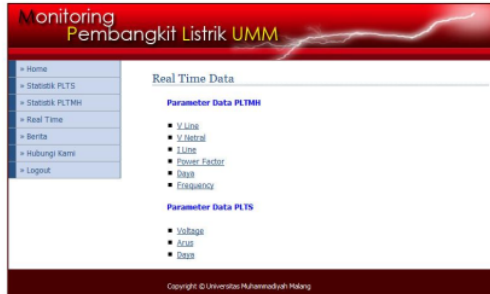 Monitoring
Pembangkit Listrik UMM
» Home
» Statistik PLTS
» Statistik PLTMH
» Real Time
» Berita
» Hubungi Kami
» Logout
Real Time Data
Parameter Data PLTMH
V Line
V Netral
I Line
Power Factor
Daya
Frequency
Parameter Data PLTS
Voltage
Arus
Daya
Copyright © Universitas Muhammadiyah Malang